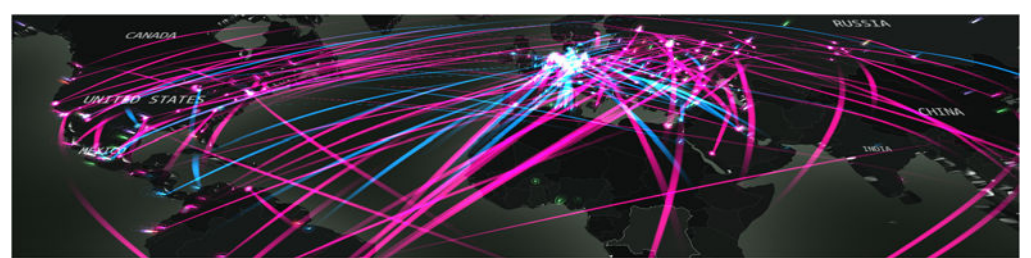 RUSSIA
CANADA
UNITED STATES
CHINA
MEXICO
INDIA